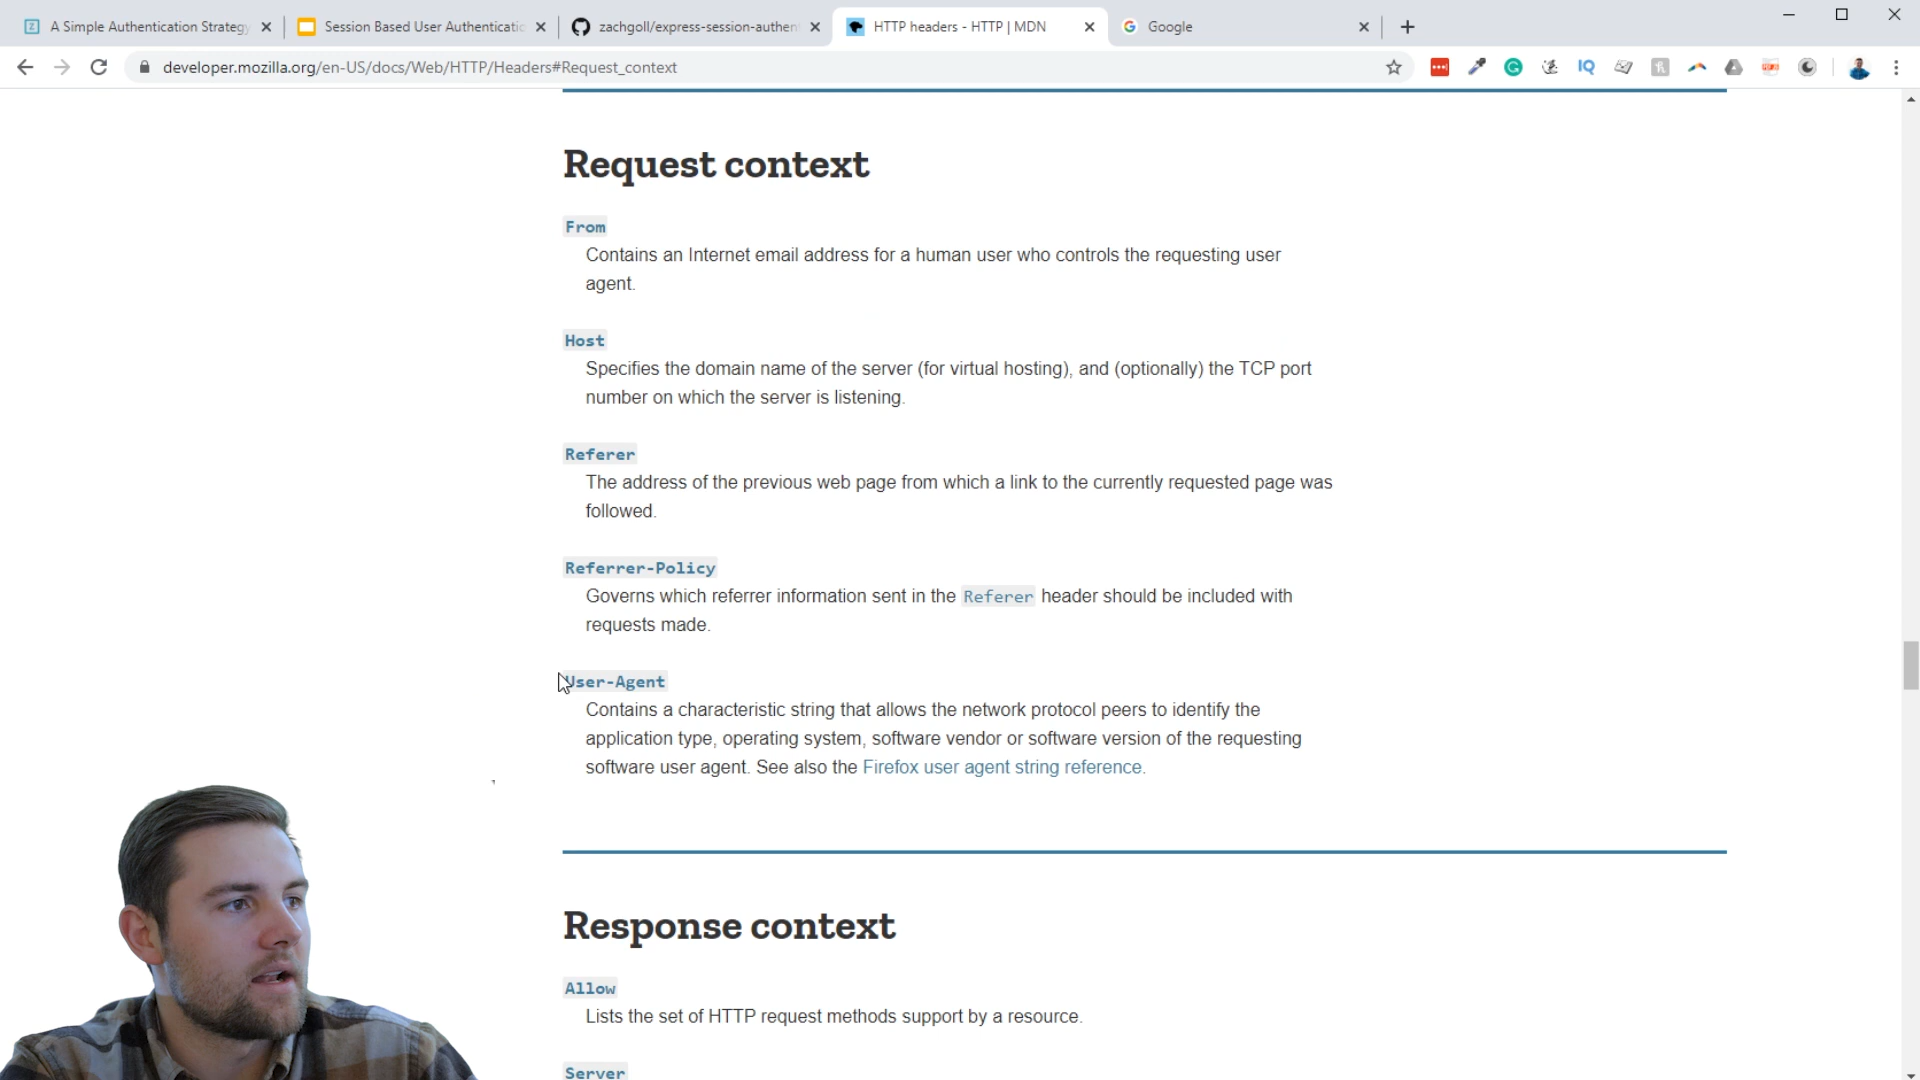 A Simple Authentication Strategy
Session Based User Authenticatio
zachgoll/express-session-authen
HTTP headers - HTTP | MDN
Google
developer.mozilla.org/en-US/docs/Web/HTTP/Headers#Request_context
Request context
From
Contains an Internet email address for a human user who controls the requesting user
agent.
Host
Specifies the domain name of the server (for virtual hosting), and (optionally) the TCP port
number on which the server is listening.
Referer
The address of the previous web page from which a link to the currently requested page was
followed.
Referrer-Policy
Governs which referrer information sent in the Referer header should be included with
requests made.
User-Agent
Contains a characteristic string that allows the network protocol peers to identify the
application type, operating system, software vendor or software version of the requesting
software user agent. See also the Firefox user agent string reference.
Response context
Allow
Lists the set of HTTP request methods support by a resource.
Server